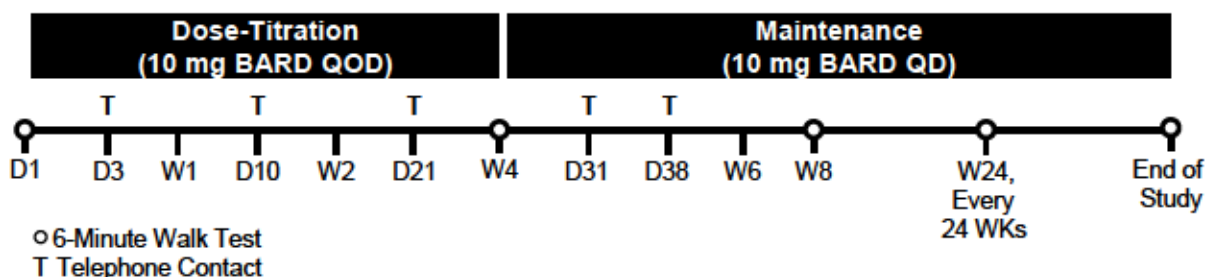 Dose-Titration
(10 mg BARD QOD)
Maintenance
(10 mg BARD QD)
T T T T T
D1 D3 W1 D10 W2 D21 W4 D31 D38 W6 W8 W24, End of
Every Study
24 WKs
6-Minute Walk Test
T Telephone Contact